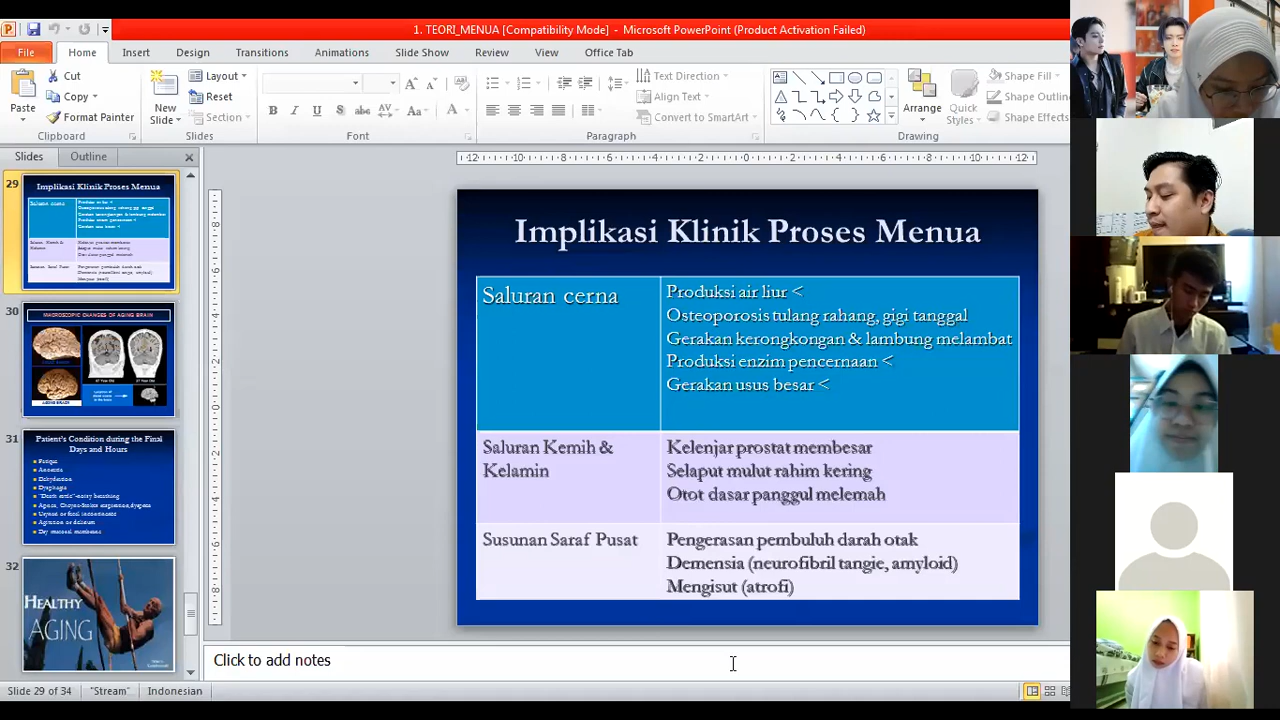 1. TEORI_MENUA [Compatibility Mode] - Microsoft PowerPoint (Product Activation Failed)
File Home Insert Design Transitions Animations Slide Show Review View Office Tab
Paste
Cut
Copy
Format Painter
Clipboard
New Slide
Layout
Reset
Section
Slides
Font
Text Direction
Align Text
Convert to SmartArt
Paragraph
Arrange
Quick Styles
Shape Fill
Shape Outlin
Shape Effects
Drawing
Slides Outline
29
Implikasi Klinik Proses Menua
Saluran cerna
30
MACROSCOPIC CHANGES OF AGING BRAIN
31
Patient's Condition during the Final
Days and Hours
Fatigue
Anorexia
Dehydration
Dysphagia
"Death rattle"-noisy breathing
Urinary or fecal incontinence
Agitation or delirium
Dry mucosal membranes
32
HEALTHY
AGING
Implikasi Klinik Proses Menua
Saluran cerna
Produksi air liur <
Osteoporosis tulang rahang, gigi tanggal
Gerakan kerongkongan & lambung melambat
Produksi enzim pencernaan <
Gerakan usus besar <
Saluran Kemih &
Kelamin
Kelenjar prostat membesar
Selaput mulut rahim kering
Otot dasar panggul melemah
Susunan Saraf Pusat
Pengerasan pembuluh darah otak
Demensia (neurofibril tangie, amyloid)
Mengisut (atrofi)
Click to add notes
Slide 29 of 34 "Stream" Indonesian